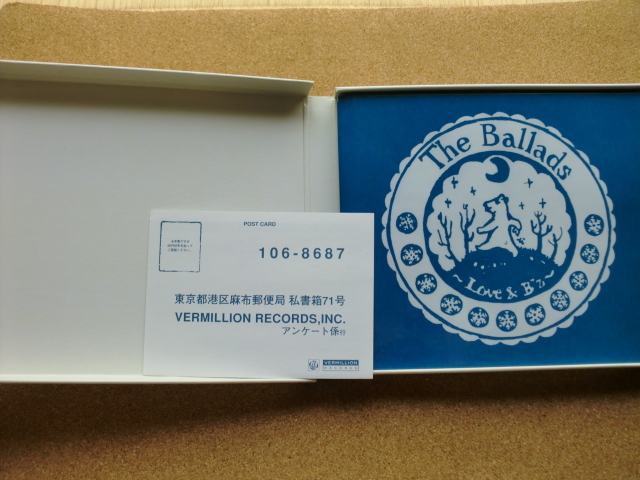 The Ballads
~Love & B'z~
POST CARD
106-8687
東京都港区麻布郵便局 私書箱71号
VERMILLION RECORDS,INC.
アンケート係行
VERMILLION
RECORDS